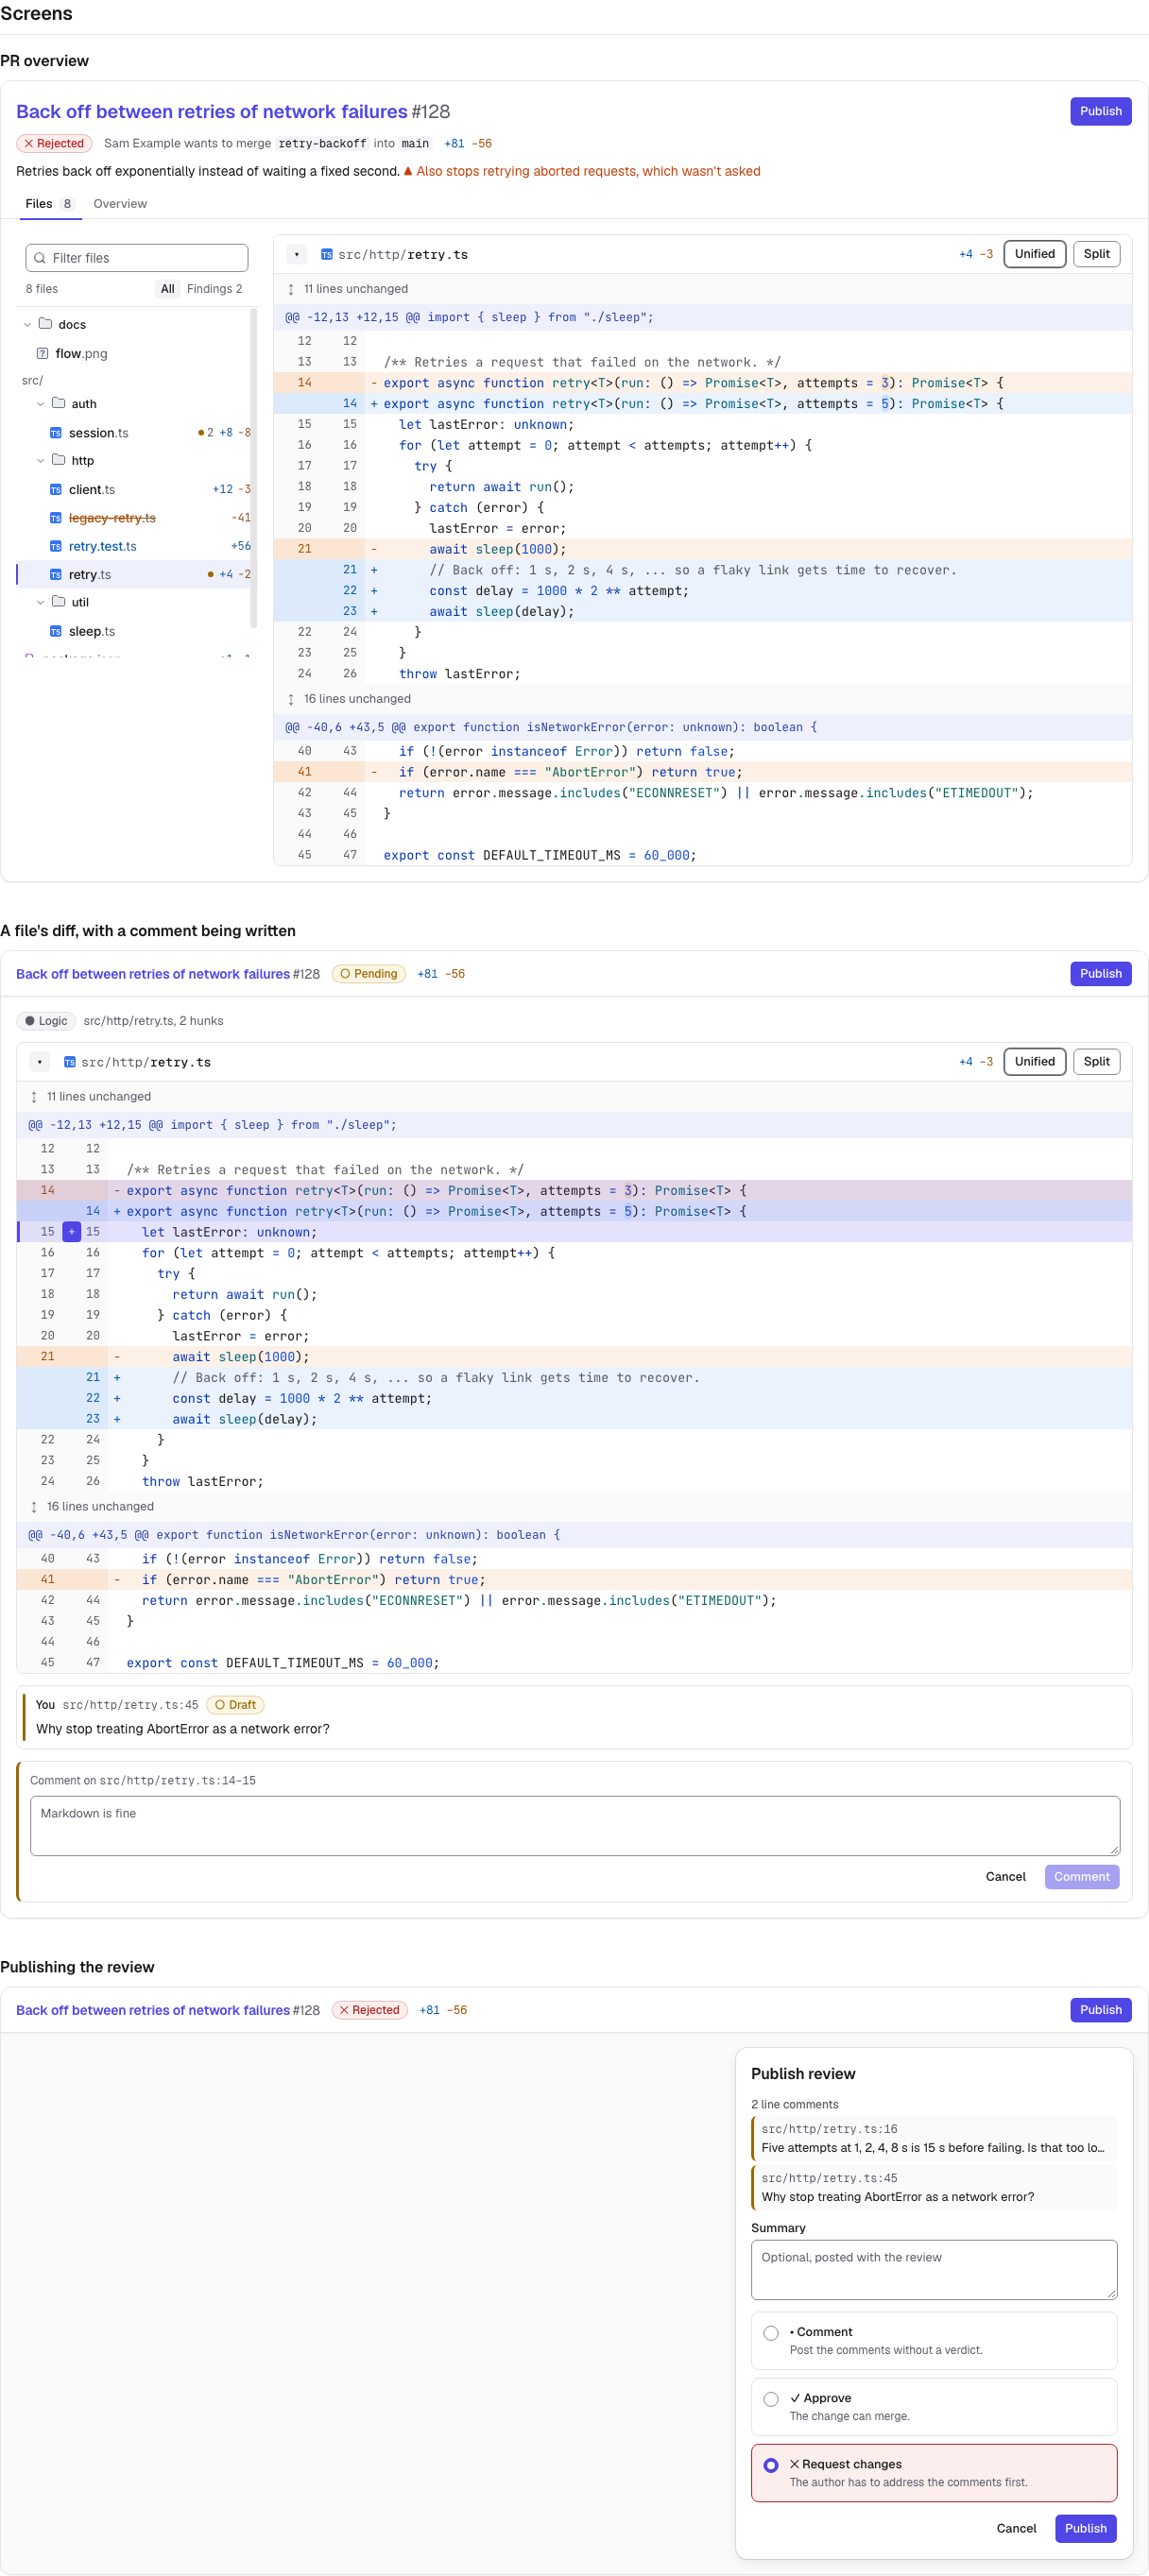 Screens
PR overview
Back off between retries of network failures #128
Publish
Rejected Sam Example wants to merge retry-backoff into main +81 −56
Retries back off exponentially instead of waiting a fixed second. ▲ Also stops retrying aborted requests, which wasn't asked
Files 8 Overview
Filter files
8 files All Findings 2
docs
flow.png
src/
auth
session.ts 2 +8 -8
http
client.ts +12 -3
legacy-retry.ts -41
retry.test.ts +56
retry.ts +4 -2
util
sleep.ts
TS src/http/retry.ts +4 −3 Unified Split
11 lines unchanged
@@ -12,13 +12,15 @@ import { sleep } from "./sleep";
12 12
13 13 /** Retries a request that failed on the network. */
14 - export async function retry<T>(run: () => Promise<T>, attempts = 3): Promise<T> {
14 + export async function retry<T>(run: () => Promise<T>, attempts = 5): Promise<T> {
15 15 let lastError: unknown;
16 16 for (let attempt = 0; attempt < attempts; attempt++) {
17 17 try {
18 18 return await run();
19 19 } catch (error) {
20 20 lastError = error;
21 - await sleep(1000);
21 + // Back off: 1 s, 2 s, 4 s, ... so a flaky link gets time to recover.
22 + const delay = 1000 * 2 ** attempt;
23 + await sleep(delay);
22 24 }
23 25 }
24 26 throw lastError;
16 lines unchanged
@@ -40,6 +43,5 @@ export function isNetworkError(error: unknown): boolean {
40 43 if (!(error instanceof Error)) return false;
41 - if (error.name === "AbortError") return true;
42 44 return error.message.includes("ECONNRESET") || error.message.includes("ETIMEDOUT");
43 45 }
44 46
45 47 export const DEFAULT_TIMEOUT_MS = 60_000;
A file's diff, with a comment being written
Back off between retries of network failures #128 Pending +81 −56 Publish
Logic src/http/retry.ts, 2 hunks
TS src/http/retry.ts +4 −3 Unified Split
11 lines unchanged
@@ -12,13 +12,15 @@ import { sleep } from "./sleep";
12 12
13 13 /** Retries a request that failed on the network. */
14 - export async function retry<T>(run: () => Promise<T>, attempts = 3): Promise<T> {
14 + export async function retry<T>(run: () => Promise<T>, attempts = 5): Promise<T> {
15 + 15 let lastError: unknown;
16 16 for (let attempt = 0; attempt < attempts; attempt++) {
17 17 try {
18 18 return await run();
19 19 } catch (error) {
20 20 lastError = error;
21 - await sleep(1000);
21 + // Back off: 1 s, 2 s, 4 s, ... so a flaky link gets time to recover.
22 + const delay = 1000 * 2 ** attempt;
23 + await sleep(delay);
22 24 }
23 25 }
24 26 throw lastError;
16 lines unchanged
@@ -40,6 +43,5 @@ export function isNetworkError(error: unknown): boolean {
40 43 if (!(error instanceof Error)) return false;
41 - if (error.name === "AbortError") return true;
42 44 return error.message.includes("ECONNRESET") || error.message.includes("ETIMEDOUT");
43 45 }
44 46
45 47 export const DEFAULT_TIMEOUT_MS = 60_000;
You src/http/retry.ts:45 Draft
Why stop treating AbortError as a network error?
Comment on src/http/retry.ts:14–15
Markdown is fine
Cancel Comment
Publishing the review
Back off between retries of network failures #128 Rejected +81 −56 Publish
Publish review
2 line comments
src/http/retry.ts:16
Five attempts at 1, 2, 4, 8 s is 15 s before failing. Is that too lo…
src/http/retry.ts:45
Why stop treating AbortError as a network error?
Summary
Optional, posted with the review
• Comment
Post the comments without a verdict.
✓ Approve
The change can merge.
✕ Request changes
The author has to address the comments first.
Cancel Publish